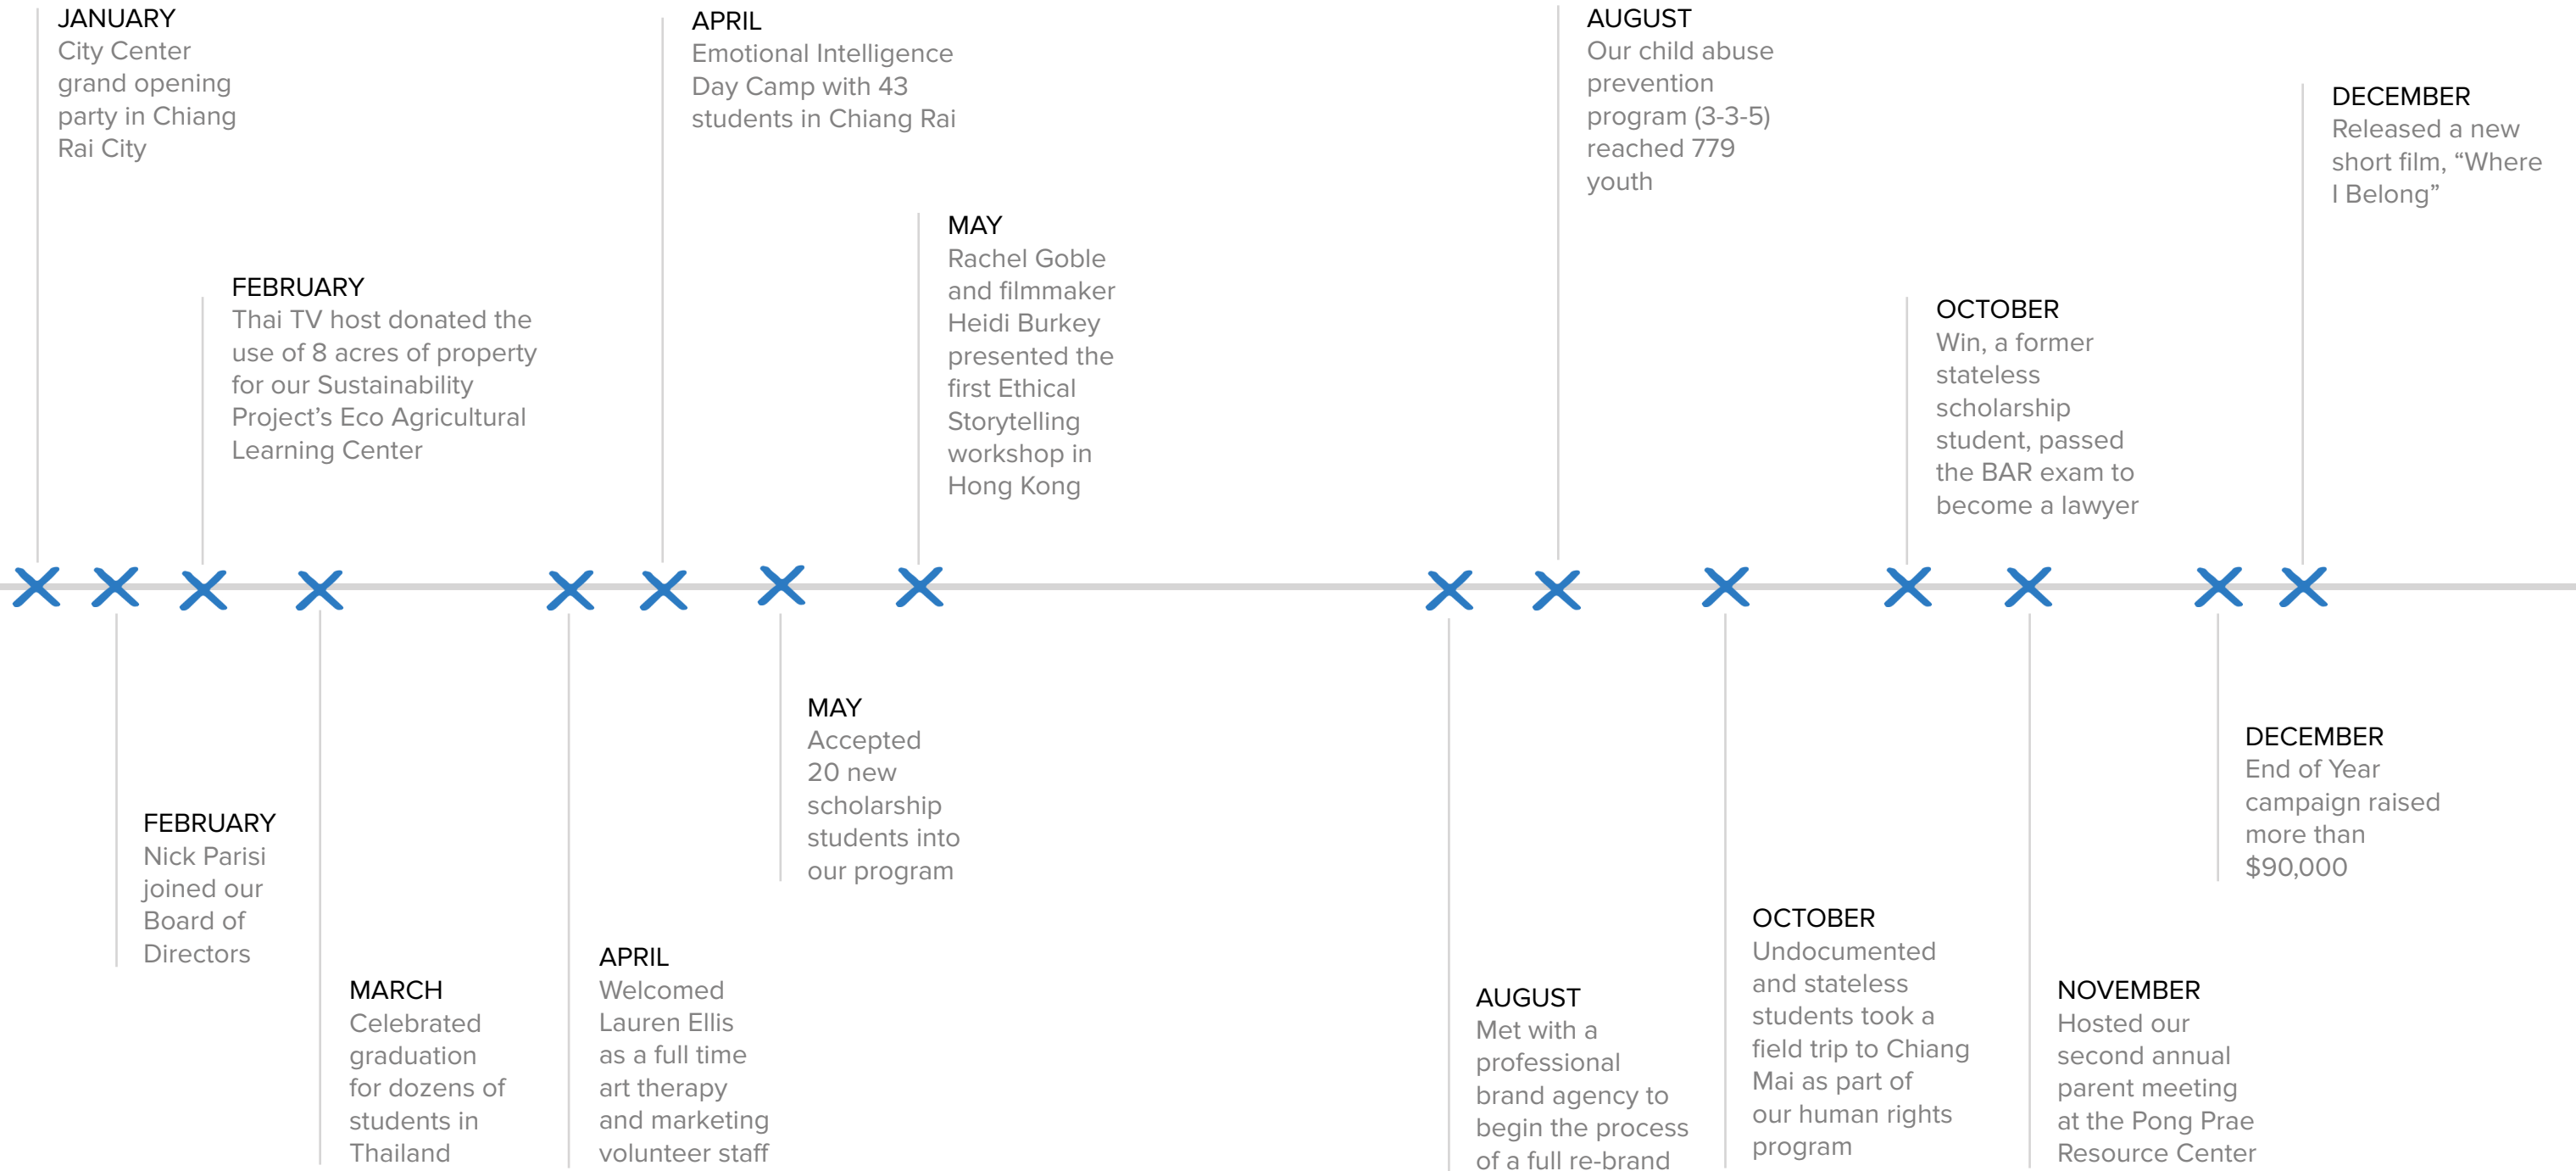 JANUARY
City Center
grand opening
party in Chiang
Rai City
FEBRUARY
Nick Parisi
joined our
Board of
Directors
FEBRUARY
Thai TV host donated the
use of 8 acres of property
for our Sustainability
Project’s Eco Agricultural
Learning Center
MARCH
Celebrated
graduation
for dozens of
students in
Thailand
APRIL
Welcomed
Lauren Ellis
as a full time
art therapy
and marketing
volunteer staff
APRIL
Emotional Intelligence
Day Camp with 43
students in Chiang Rai
MAY
Accepted
20 new
scholarship
students into
our program
MAY
Rachel Goble
and filmmaker
Heidi Burkey
presented the
first Ethical
Storytelling
workshop in
Hong Kong
AUGUST
Met with a
professional
brand agency to
begin the process
of a full re-brand
AUGUST
Our child abuse
prevention
program (3-3-5)
reached 779
youth
OCTOBER
Undocumented
and stateless
students took a
field trip to Chiang
Mai as part of
our human rights
program
OCTOBER
Win, a former
stateless
scholarship
student, passed
the BAR exam to
become a lawyer
NOVEMBER
Hosted our
second annual
parent meeting
at the Pong Prae
Resource Center
DECEMBER
End of Year
campaign raised
more than
$90,000
DECEMBER
Released a new
short film, “Where
I Belong”